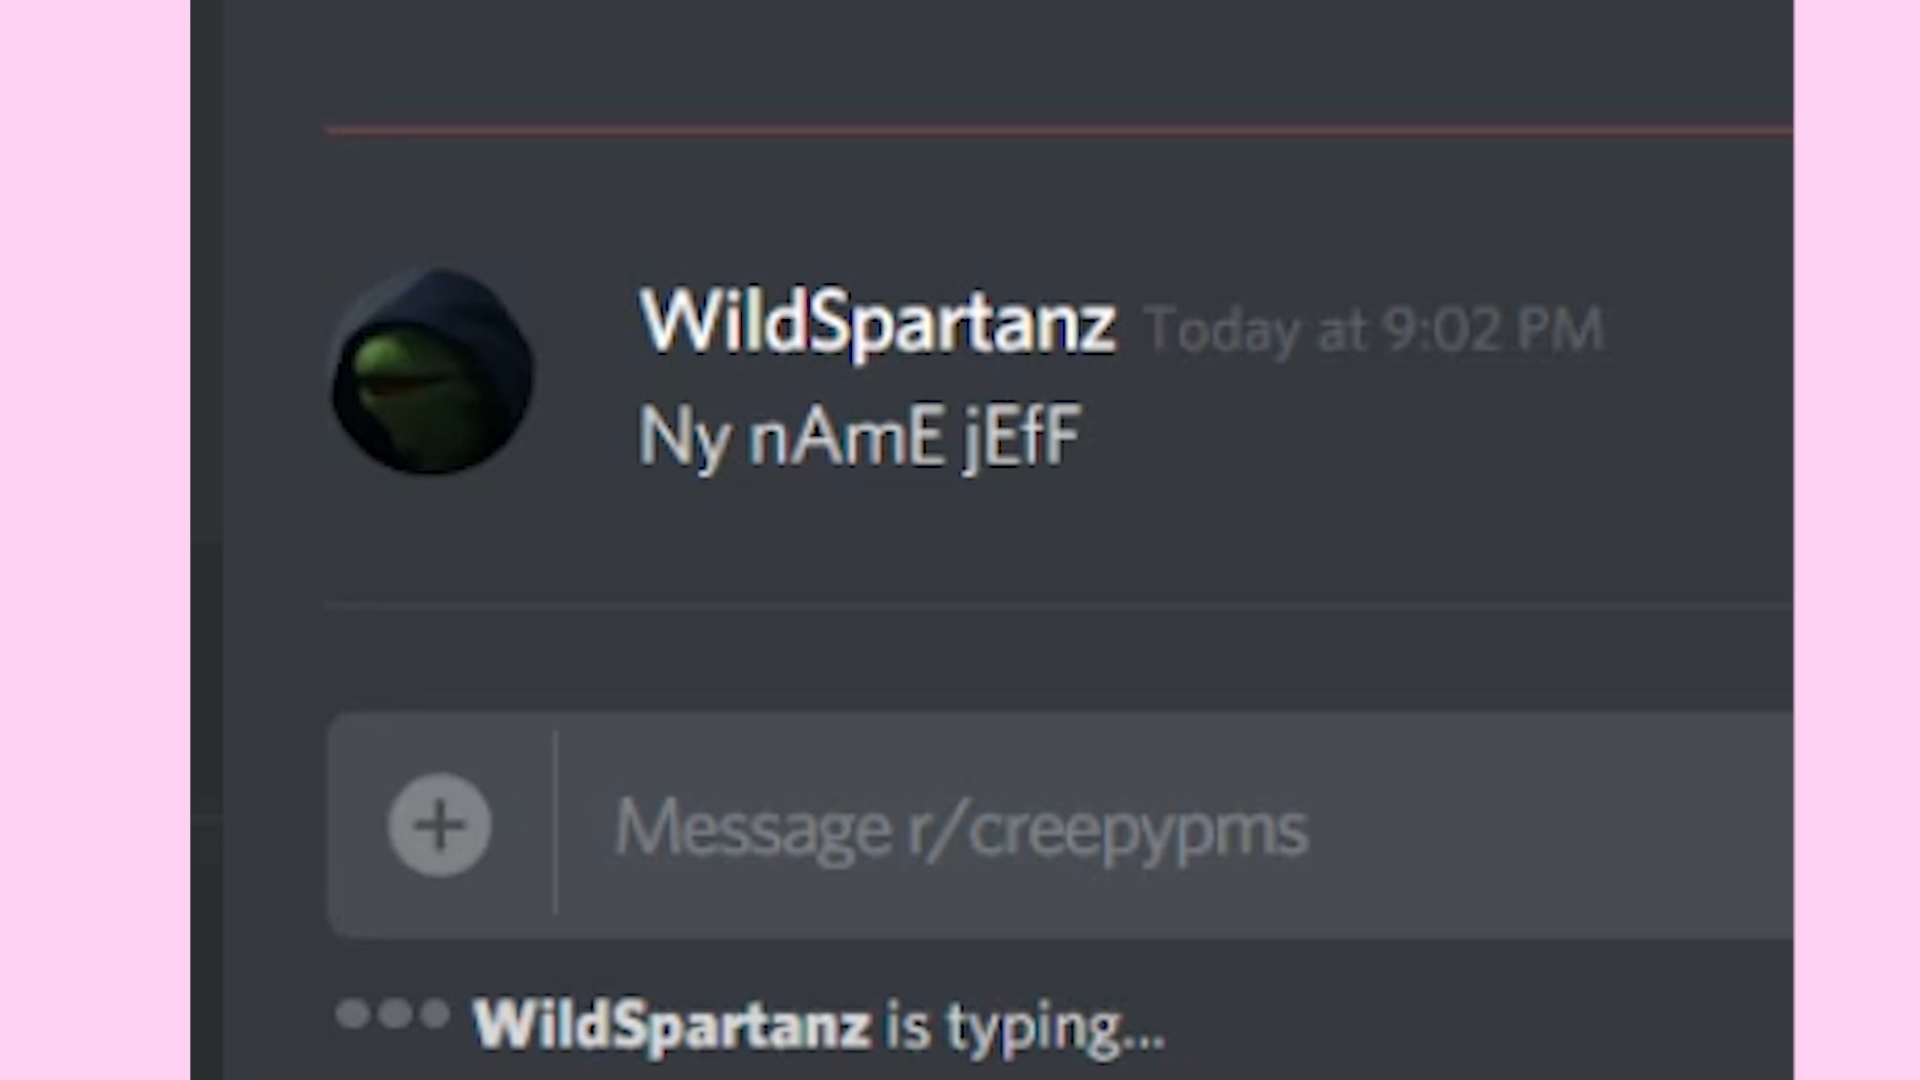 WildSpartanz Today at 9:02 PM
Ny nAmE jEfF
Message r/creepypms
WildSpartanz is typing...